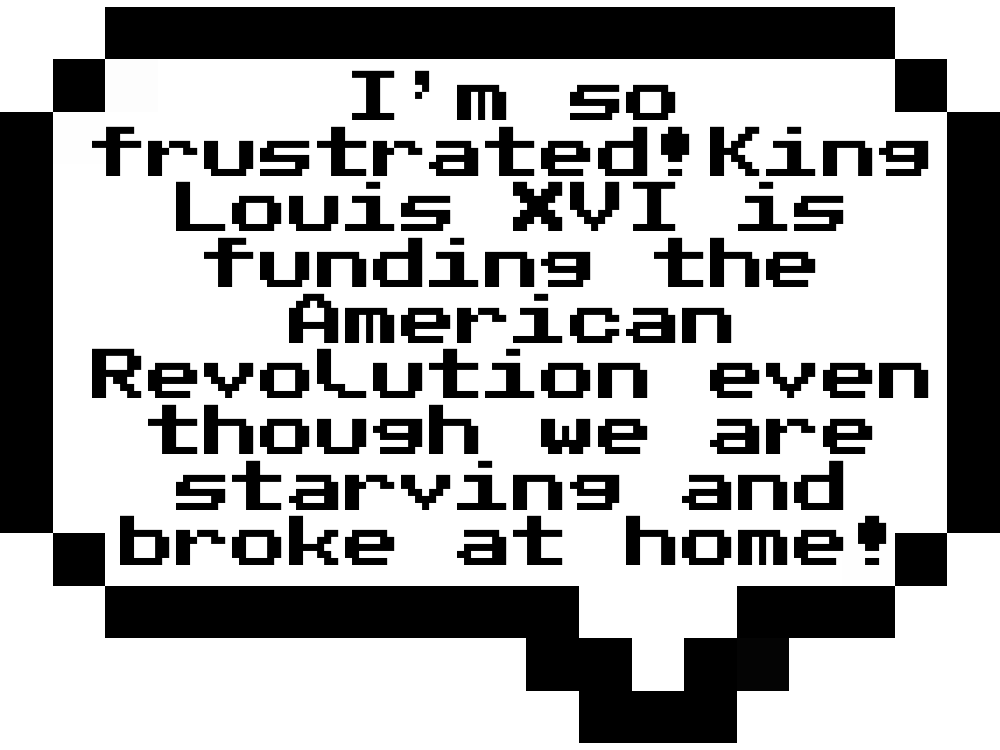 I'm so
frustrated!King
Louis XVI is
funding the
American
Revolution even
though we are
starving and
broke at home!